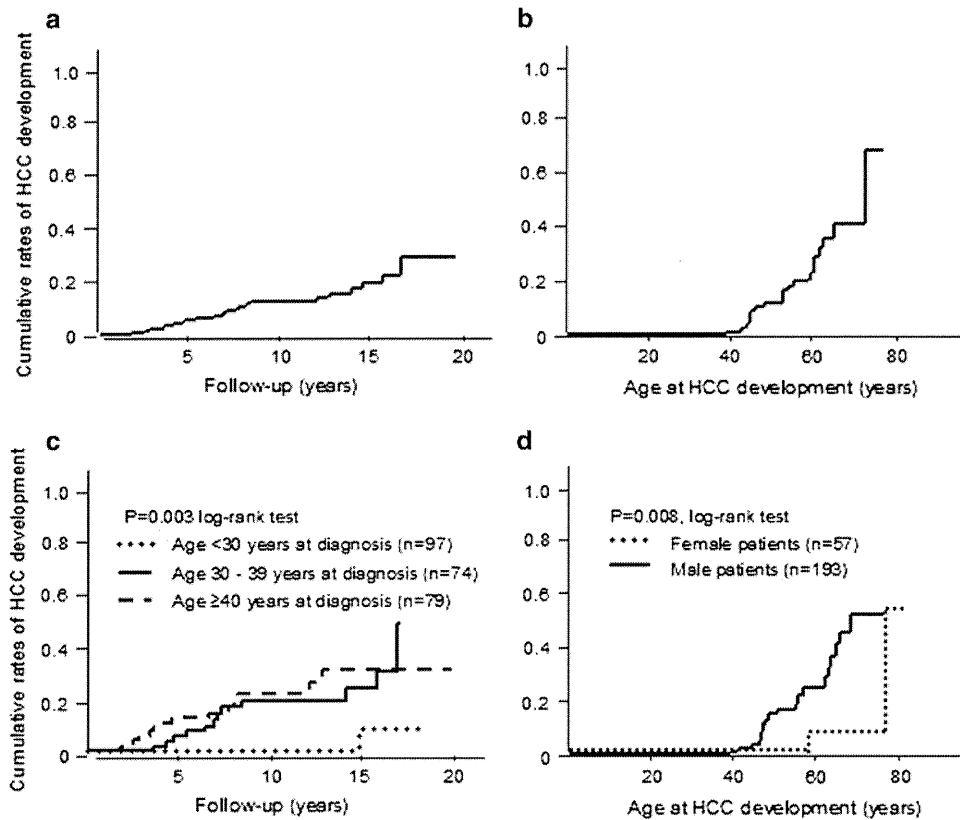 a
Cumulative rates of HCC development
1.0
0.8
0.6
0.4
0.2
0
5 10 15 20
Follow-up (years)
b
1.0
0.8
0.6
0.4
0.2
0
20 40 60 80
Age at HCC development (years)
c
Cumulative rates of HCC development
1.0
0.8
0.6
0.4
0.2
0
P=0.003 log-rank test
Age <30 years at diagnosis (n=97)
Age 30 - 39 years at diagnosis (n=74)
Age ≥40 years at diagnosis (n=79)
5 10 15 20
Follow-up (years)
d
1.0
0.8
0.6
0.4
0.2
0
P=0.008, log-rank test
Female patients (n=57)
Male patients (n=193)
20 40 60 80
Age at HCC development (years)